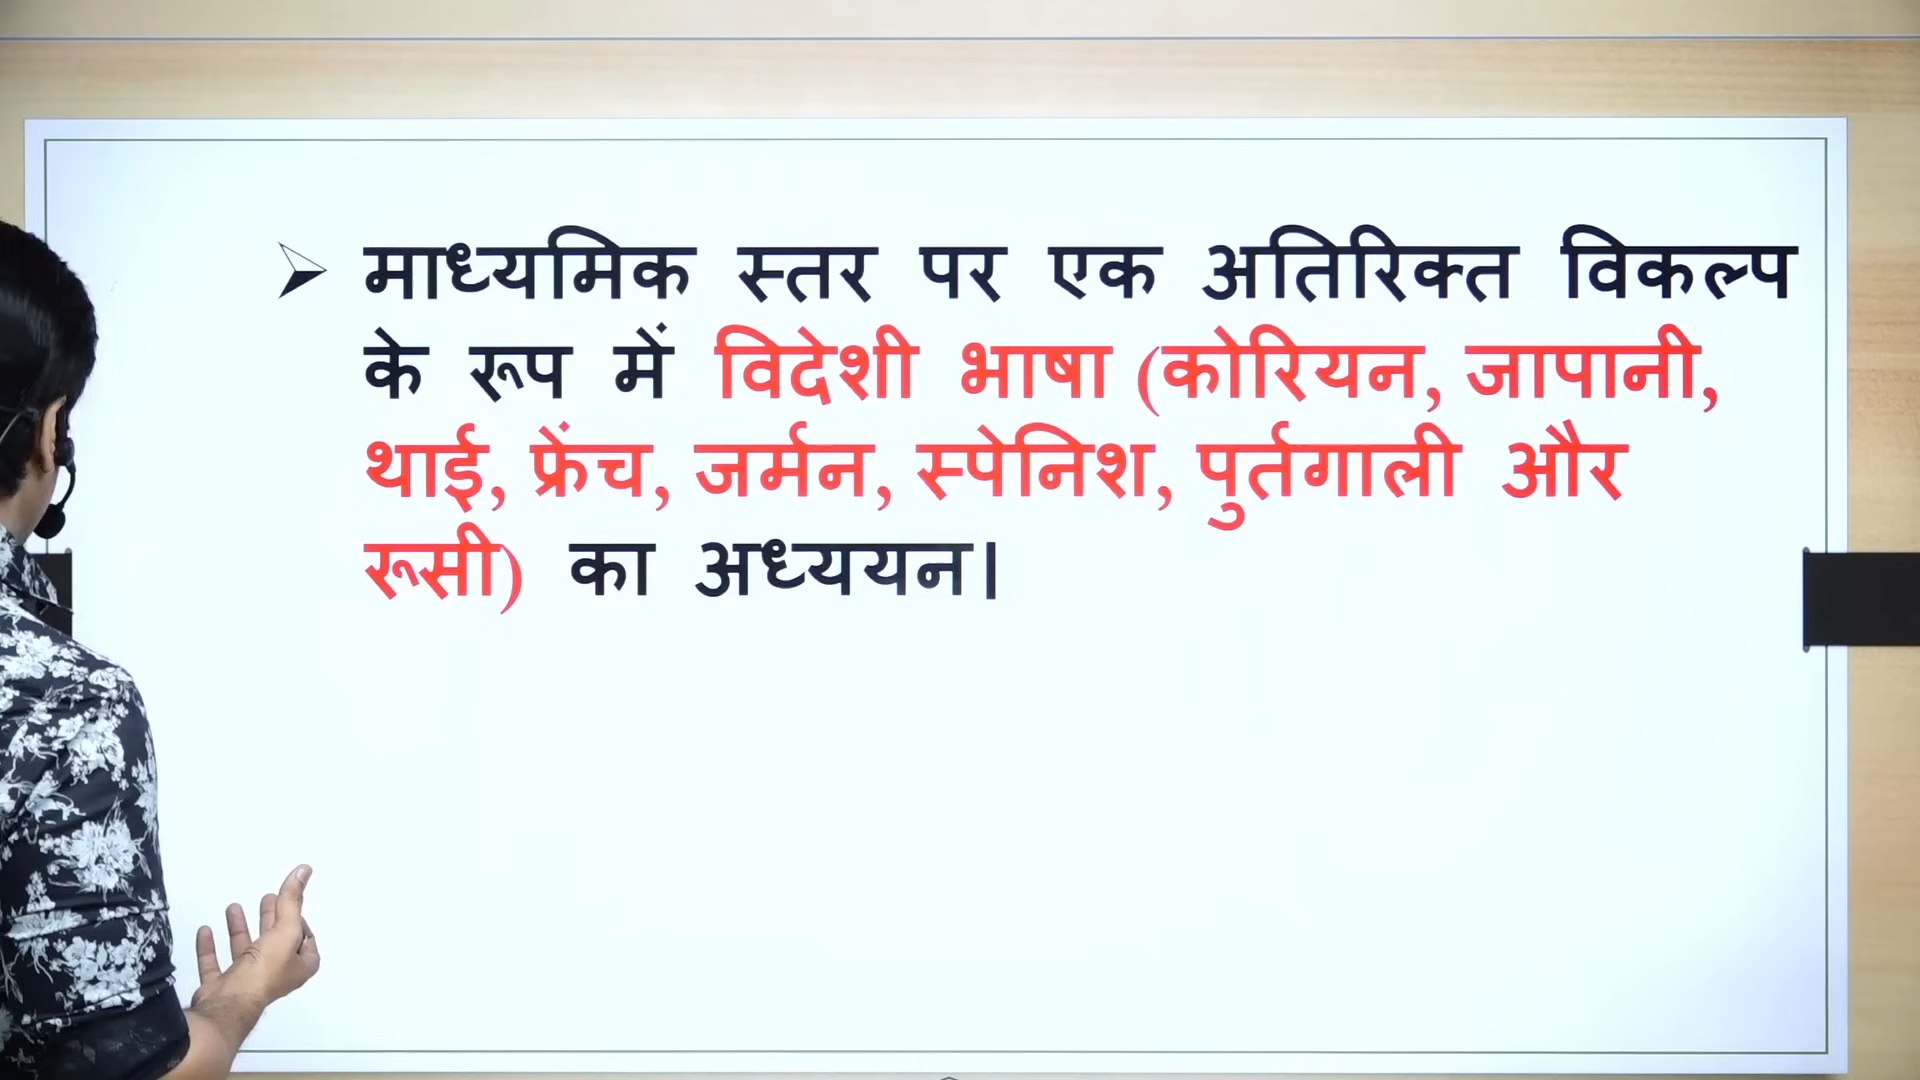 माध्यमिक स्तर पर एक अतिरिक्त विकल्प
के रूप में विदेशी भाषा (कोरियन, जापानी,
थाई, फ्रेंच, जर्मन, स्पेनिश, पुर्तगाली और
रूसी) का अध्ययन।